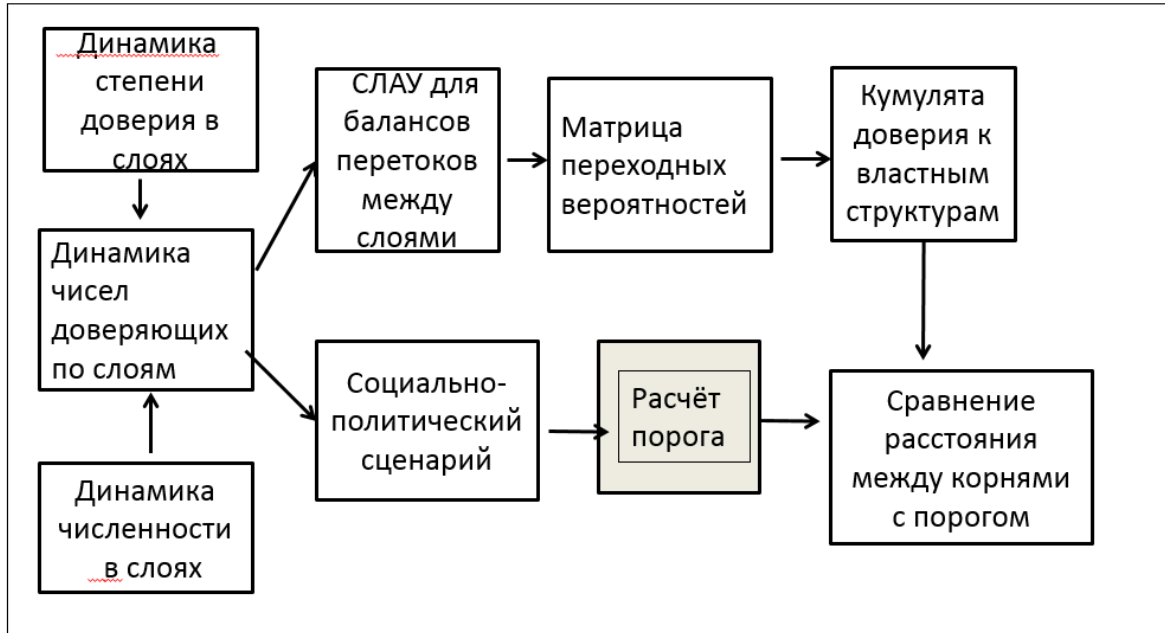 Динамика
степени
доверия в
слоях
СЛАУ для
балансов
перетоков
между
слоями
Матрица
переходных
вероятностей
Кумулята
доверия к
властным
структурам
Динамика
чисел
доверяющих
по слоям
Социально-
политический
сценарий
Расчёт
порога
Сравнение
расстояния
между корнями
с порогом
Динамика
численности
в слоях